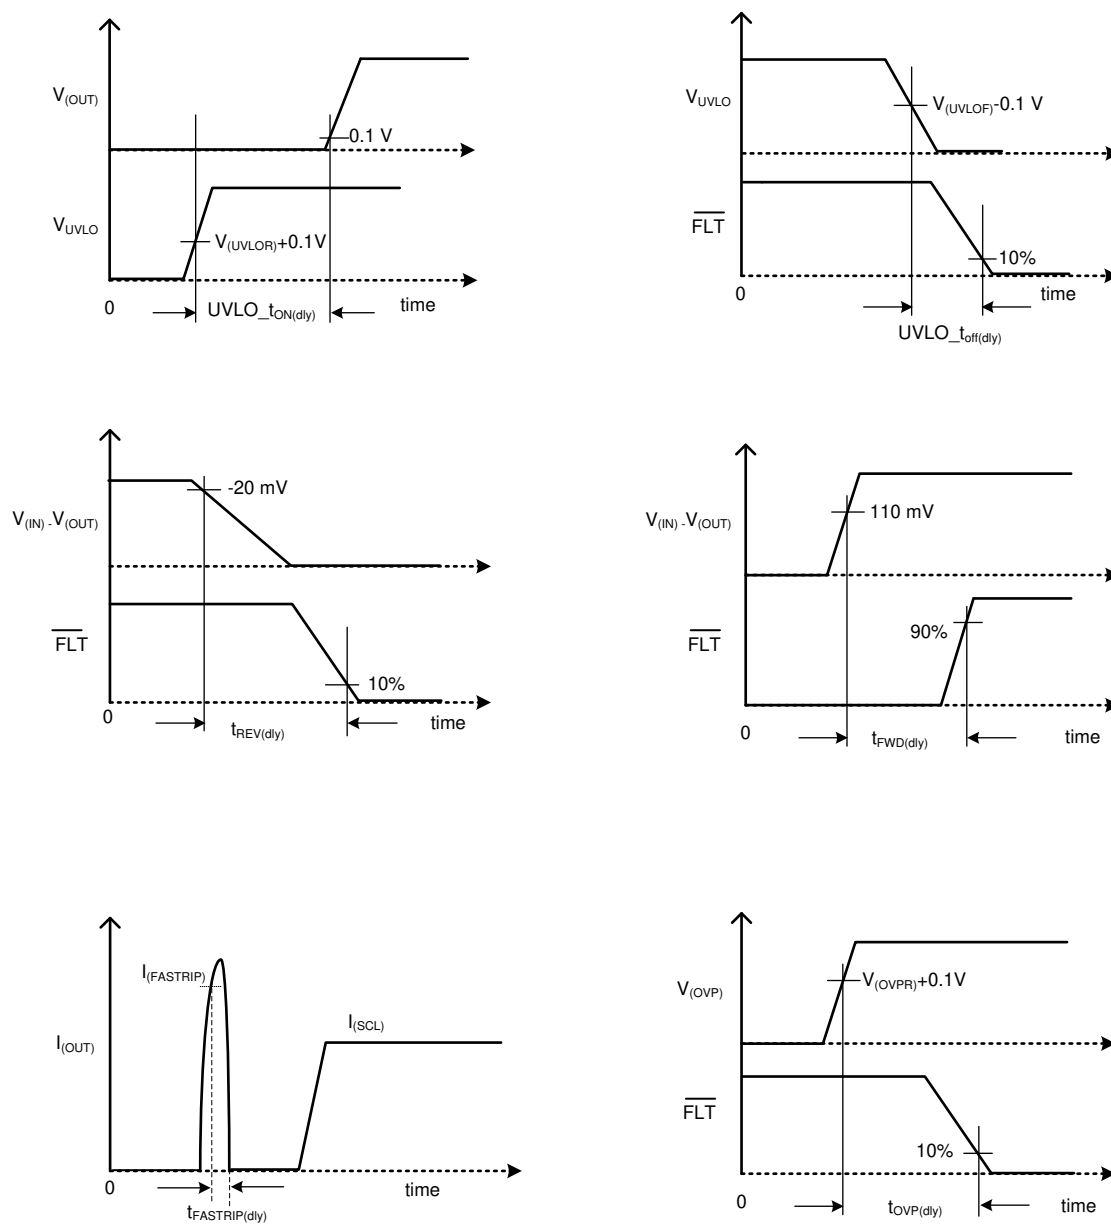 V(OUT)
0.1 V
VUVLO
V(UVLOR)+0.1V
0
UVLO_tON(dly)
time
VUVLO
V(UVLOF)-0.1 V
FLT
10%
0
time
UVLO_toff(dly)
-20 mV
V(IN) -V(OUT)
FLT
10%
0
tREV(dly)
time
110 mV
V(IN) -V(OUT)
90%
FLT
0
tFWD(dly)
time
I(FASTRIP)
I(SCL)
I(OUT)
0
time
tFASTRIP(dly)
V(OVP)
V(OVPR)+0.1V
FLT
10%
0
tOVP(dly)
time